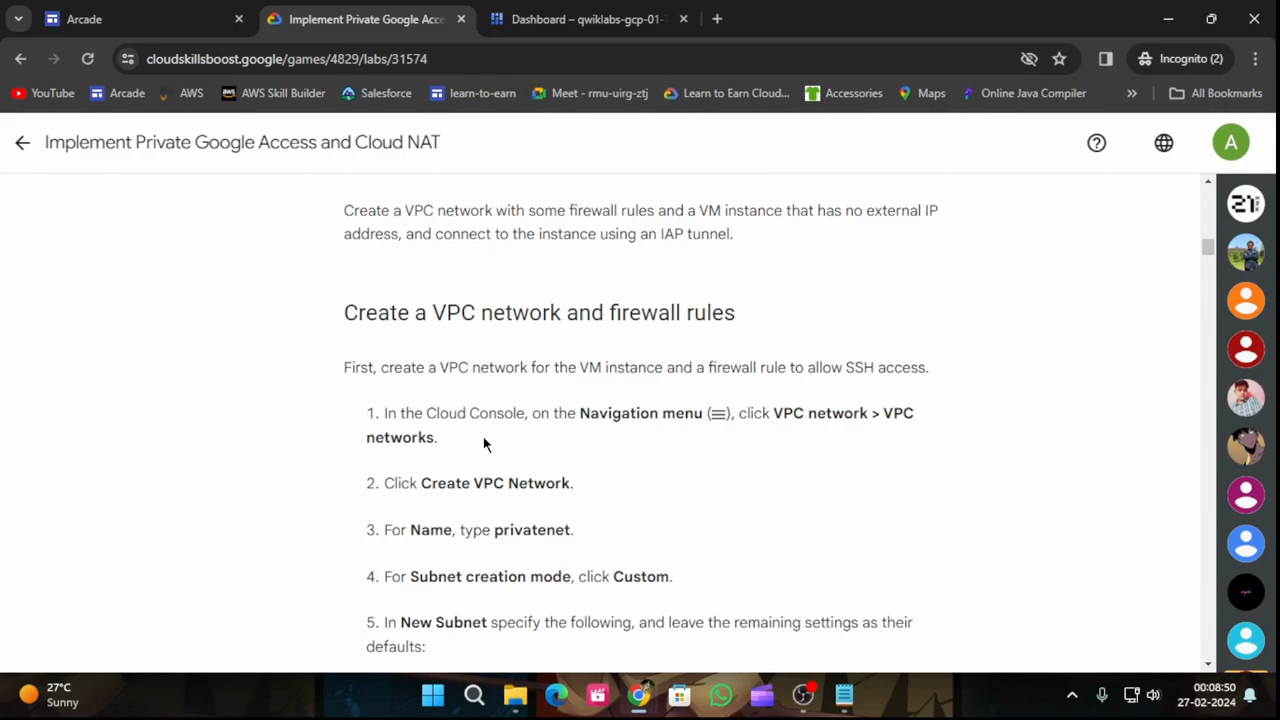 Arcade
Implement Private Google Acce
Dashboard – qwiklabs-gcp-01-
cloudskillsboost.google/games/4829/labs/31574
Incognito (2)
YouTube
Arcade
AWS
AWS Skill Builder
Salesforce
learn-to-earn
Meet - rmu-uirg-ztj
Learn to Earn Cloud...
Accessories
Maps
Online Java Compiler
All Bookmarks
Implement Private Google Access and Cloud NAT
A
Create a VPC network with some firewall rules and a VM instance that has no external IP
address, and connect to the instance using an IAP tunnel.
Create a VPC network and firewall rules
First, create a VPC network for the VM instance and a firewall rule to allow SSH access.
1. In the Cloud Console, on the Navigation menu (≡), click VPC network > VPC
networks.
2. Click Create VPC Network.
3. For Name, type privatenet.
4. For Subnet creation mode, click Custom.
5. In New Subnet specify the following, and leave the remaining settings as their
defaults:
27°C
Sunny
00:08:50
27-02-2024